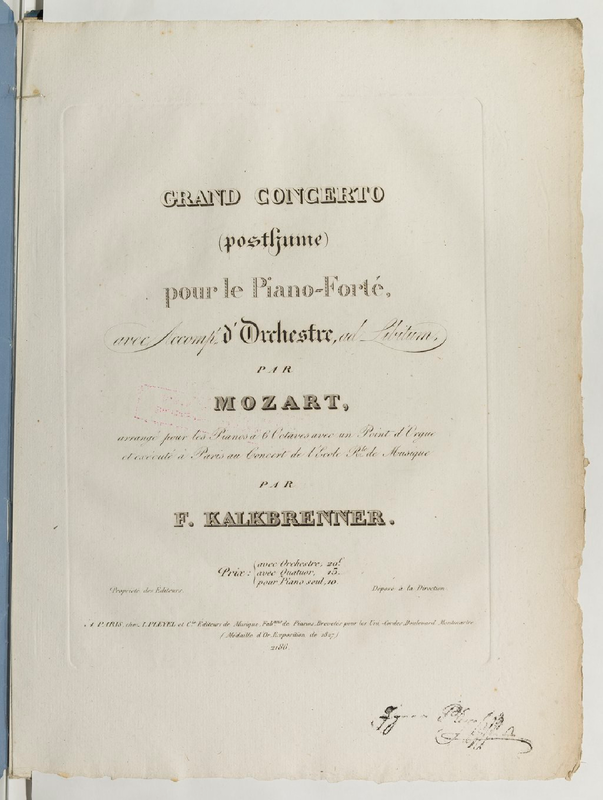 GRAND CONCERTO
(posthume)
pour le Piano-Forté,
avec Accomp.t d'Orchestre, ad Libitum,
PAR
MOZART,
arrangé pour les Pianos à 6 Octaves avec un Point d'Orgue
et exécuté à Paris au Concert de l'Ecole R.le de Musique
PAR
F. KALKBRENNER.
Prix: avec Orchestre, 20f
avec Quatuor, 15.
pour Piano seul, 10.
Propriété des Editeurs. Déposé à la Direction.
A PARIS, chez I. PLEYEL et C.ie Editeurs de Musique, Fab.ns de Pianos, Brevetés pour les Uni-Cordes Boulevard Montmartre
(Médaille d'Or, Exposition de 1827)
2186.